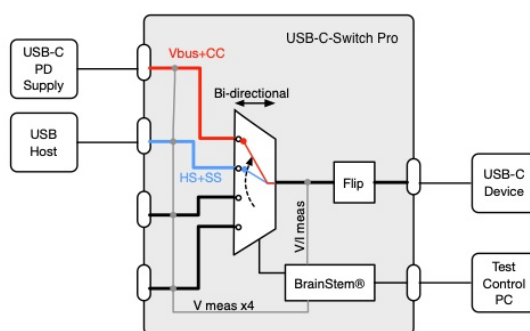 USB-C-Switch Pro
USB-C
PD
Supply
Vbus+CC
Bi-directional
USB
Host
HS+SS
Flip
USB-C
Device
V/I meas
BrainStem®
Test
Control
PC
V meas x4